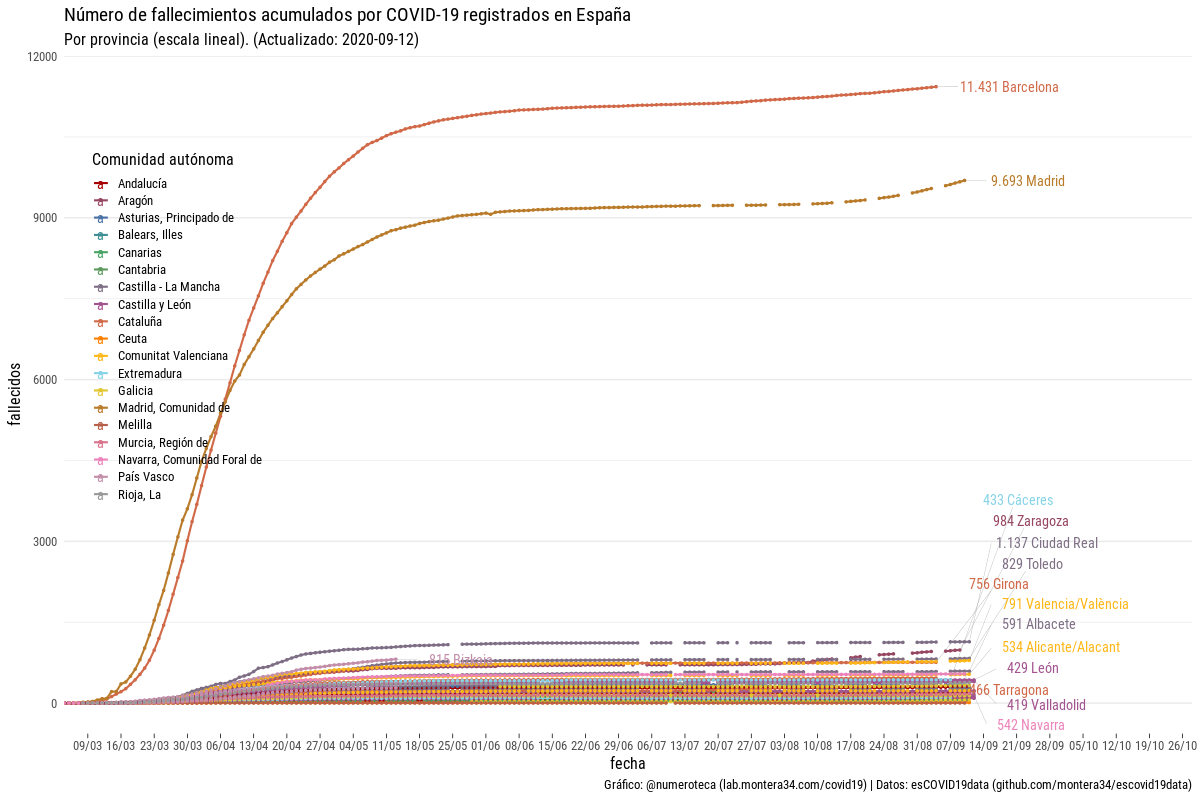 Número de fallecimientos acumulados por COVID-19 registrados en España
Por provincia (escala lineal). (Actualizado: 2020-09-12)
12000
9000
6000
3000
0
fallecidos
Comunidad autónoma
Andalucía
Aragón
Asturias, Principado de
Balears, Illes
Canarias
Cantabria
Castilla - La Mancha
Castilla y León
Cataluña
Ceuta
Comunitat Valenciana
Extremadura
Galicia
Madrid, Comunidad de
Melilla
Murcia, Región de
Navarra, Comunidad Foral de
País Vasco
Rioja, La
11.431 Barcelona
9.693 Madrid
433 Cáceres
984 Zaragoza
1.137 Ciudad Real
829 Toledo
756 Girona
791 Valencia/València
591 Albacete
534 Alicante/Alacant
815 Bizkaia
429 León
66 Tarragona
419 Valladolid
542 Navarra
09/03 16/03 23/03 30/03 06/04 13/04 20/04 27/04 04/05 11/05 18/05 25/05 01/06 08/06 15/06 22/06 29/06 06/07 13/07 20/07 27/07 03/08 10/08 17/08 24/08 31/08 07/09 14/09 21/09 28/09 05/10 12/10 19/10 26/10
fecha
Gráfico: @numeroteca (lab.montera34.com/covid19) | Datos: esCOVID19data (github.com/montera34/escovid19data)